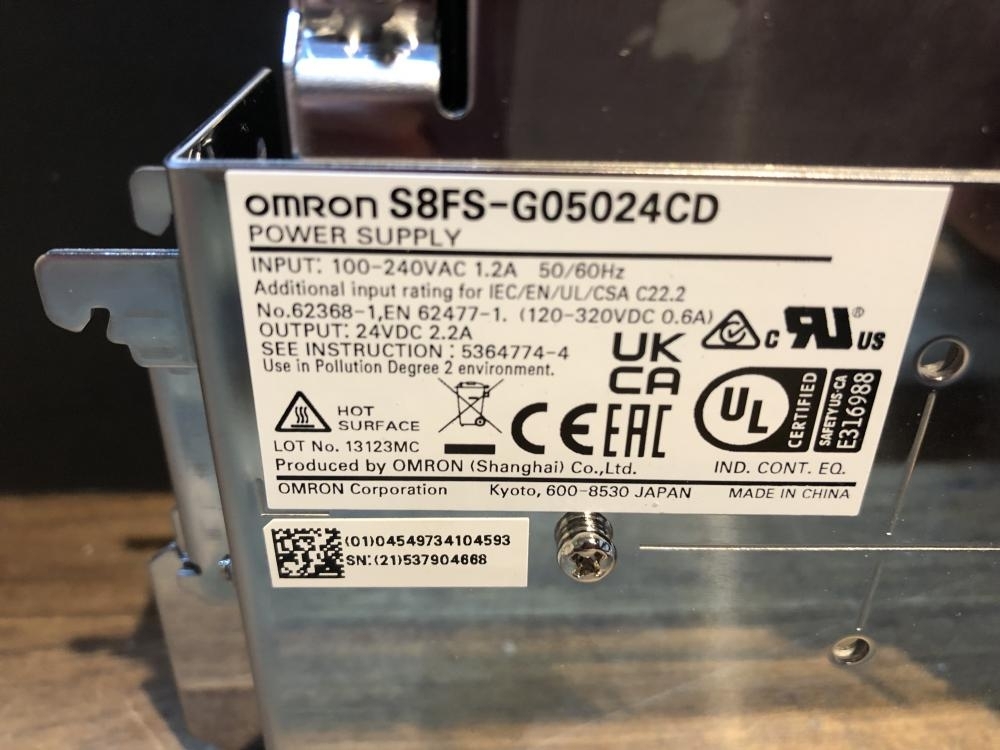 omron S8FS-G05024CD
POWER SUPPLY
INPUT: 100-240VAC 1.2A 50/60Hz
Additional input rating for IEC/EN/UL/CSA C22.2
No.62368-1,EN 62477-1. (120-320VDC 0.6A)
OUTPUT: 24VDC 2.2A
SEE INSTRUCTION : 5364774-4
Use in Pollution Degree 2 environment.
c RU ® US
UK
CA
HOT
SURFACE
CE EAC
UL CERTIFIED
SAFETY US-CA
E316988
LOT No. 13123MC
Produced by OMRON (Shanghai) Co.,Ltd.
IND. CONT. EQ.
OMRON Corporation Kyoto, 600-8530 JAPAN MADE IN CHINA
(01)04549734104593
SN:(21)537904668